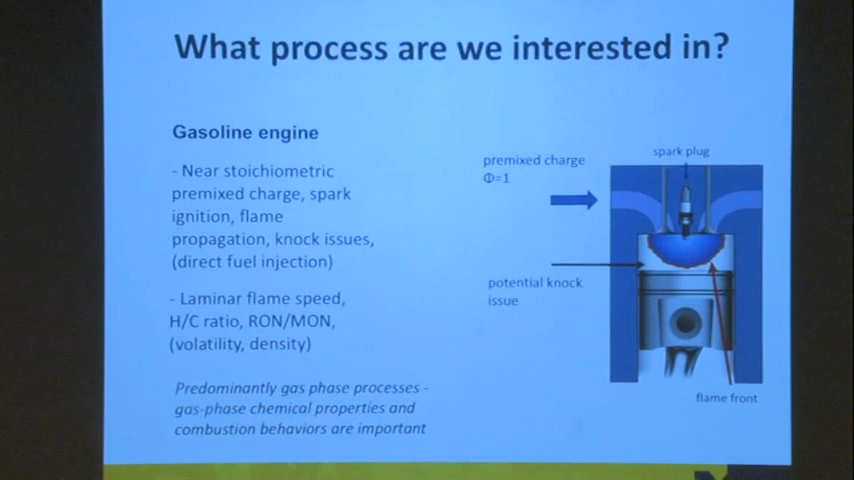 What process are we interested in?
Gasoline engine
- Near stoichiometric
premixed charge, spark
ignition, flame
propagation, knock issues,
(direct fuel injection)
- Laminar flame speed,
H/C ratio, RON/MON,
(volatility, density)
Predominantly gas phase processes -
gas-phase chemical properties and
combustion behaviors are important
premixed charge
Φ=1
spark plug
potential knock
issue
flame front